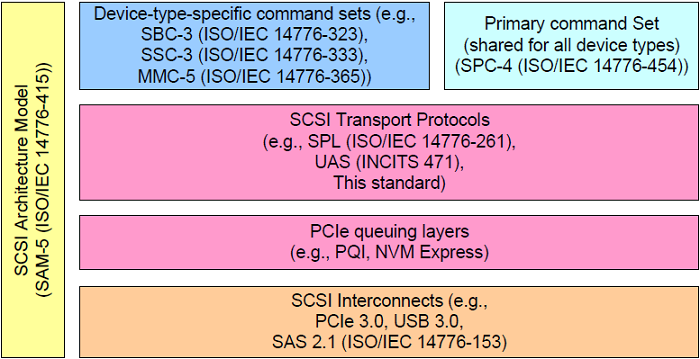 SCSI Architecture Model
(SAM-5 (ISO/IEC 14776-415))
Device-type-specific command sets (e.g.,
SBC-3 (ISO/IEC 14776-323),
SSC-3 (ISO/IEC 14776-333),
MMC-5 (ISO/IEC 14776-365))
Primary command Set
(shared for all device types)
(SPC-4 (ISO/IEC 14776-454))
SCSI Transport Protocols
(e.g., SPL (ISO/IEC 14776-261),
UAS (INCITS 471),
This standard)
PCIe queuing layers
(e.g., PQI, NVM Express)
SCSI Interconnects (e.g.,
PCIe 3.0, USB 3.0,
SAS 2.1 (ISO/IEC 14776-153)